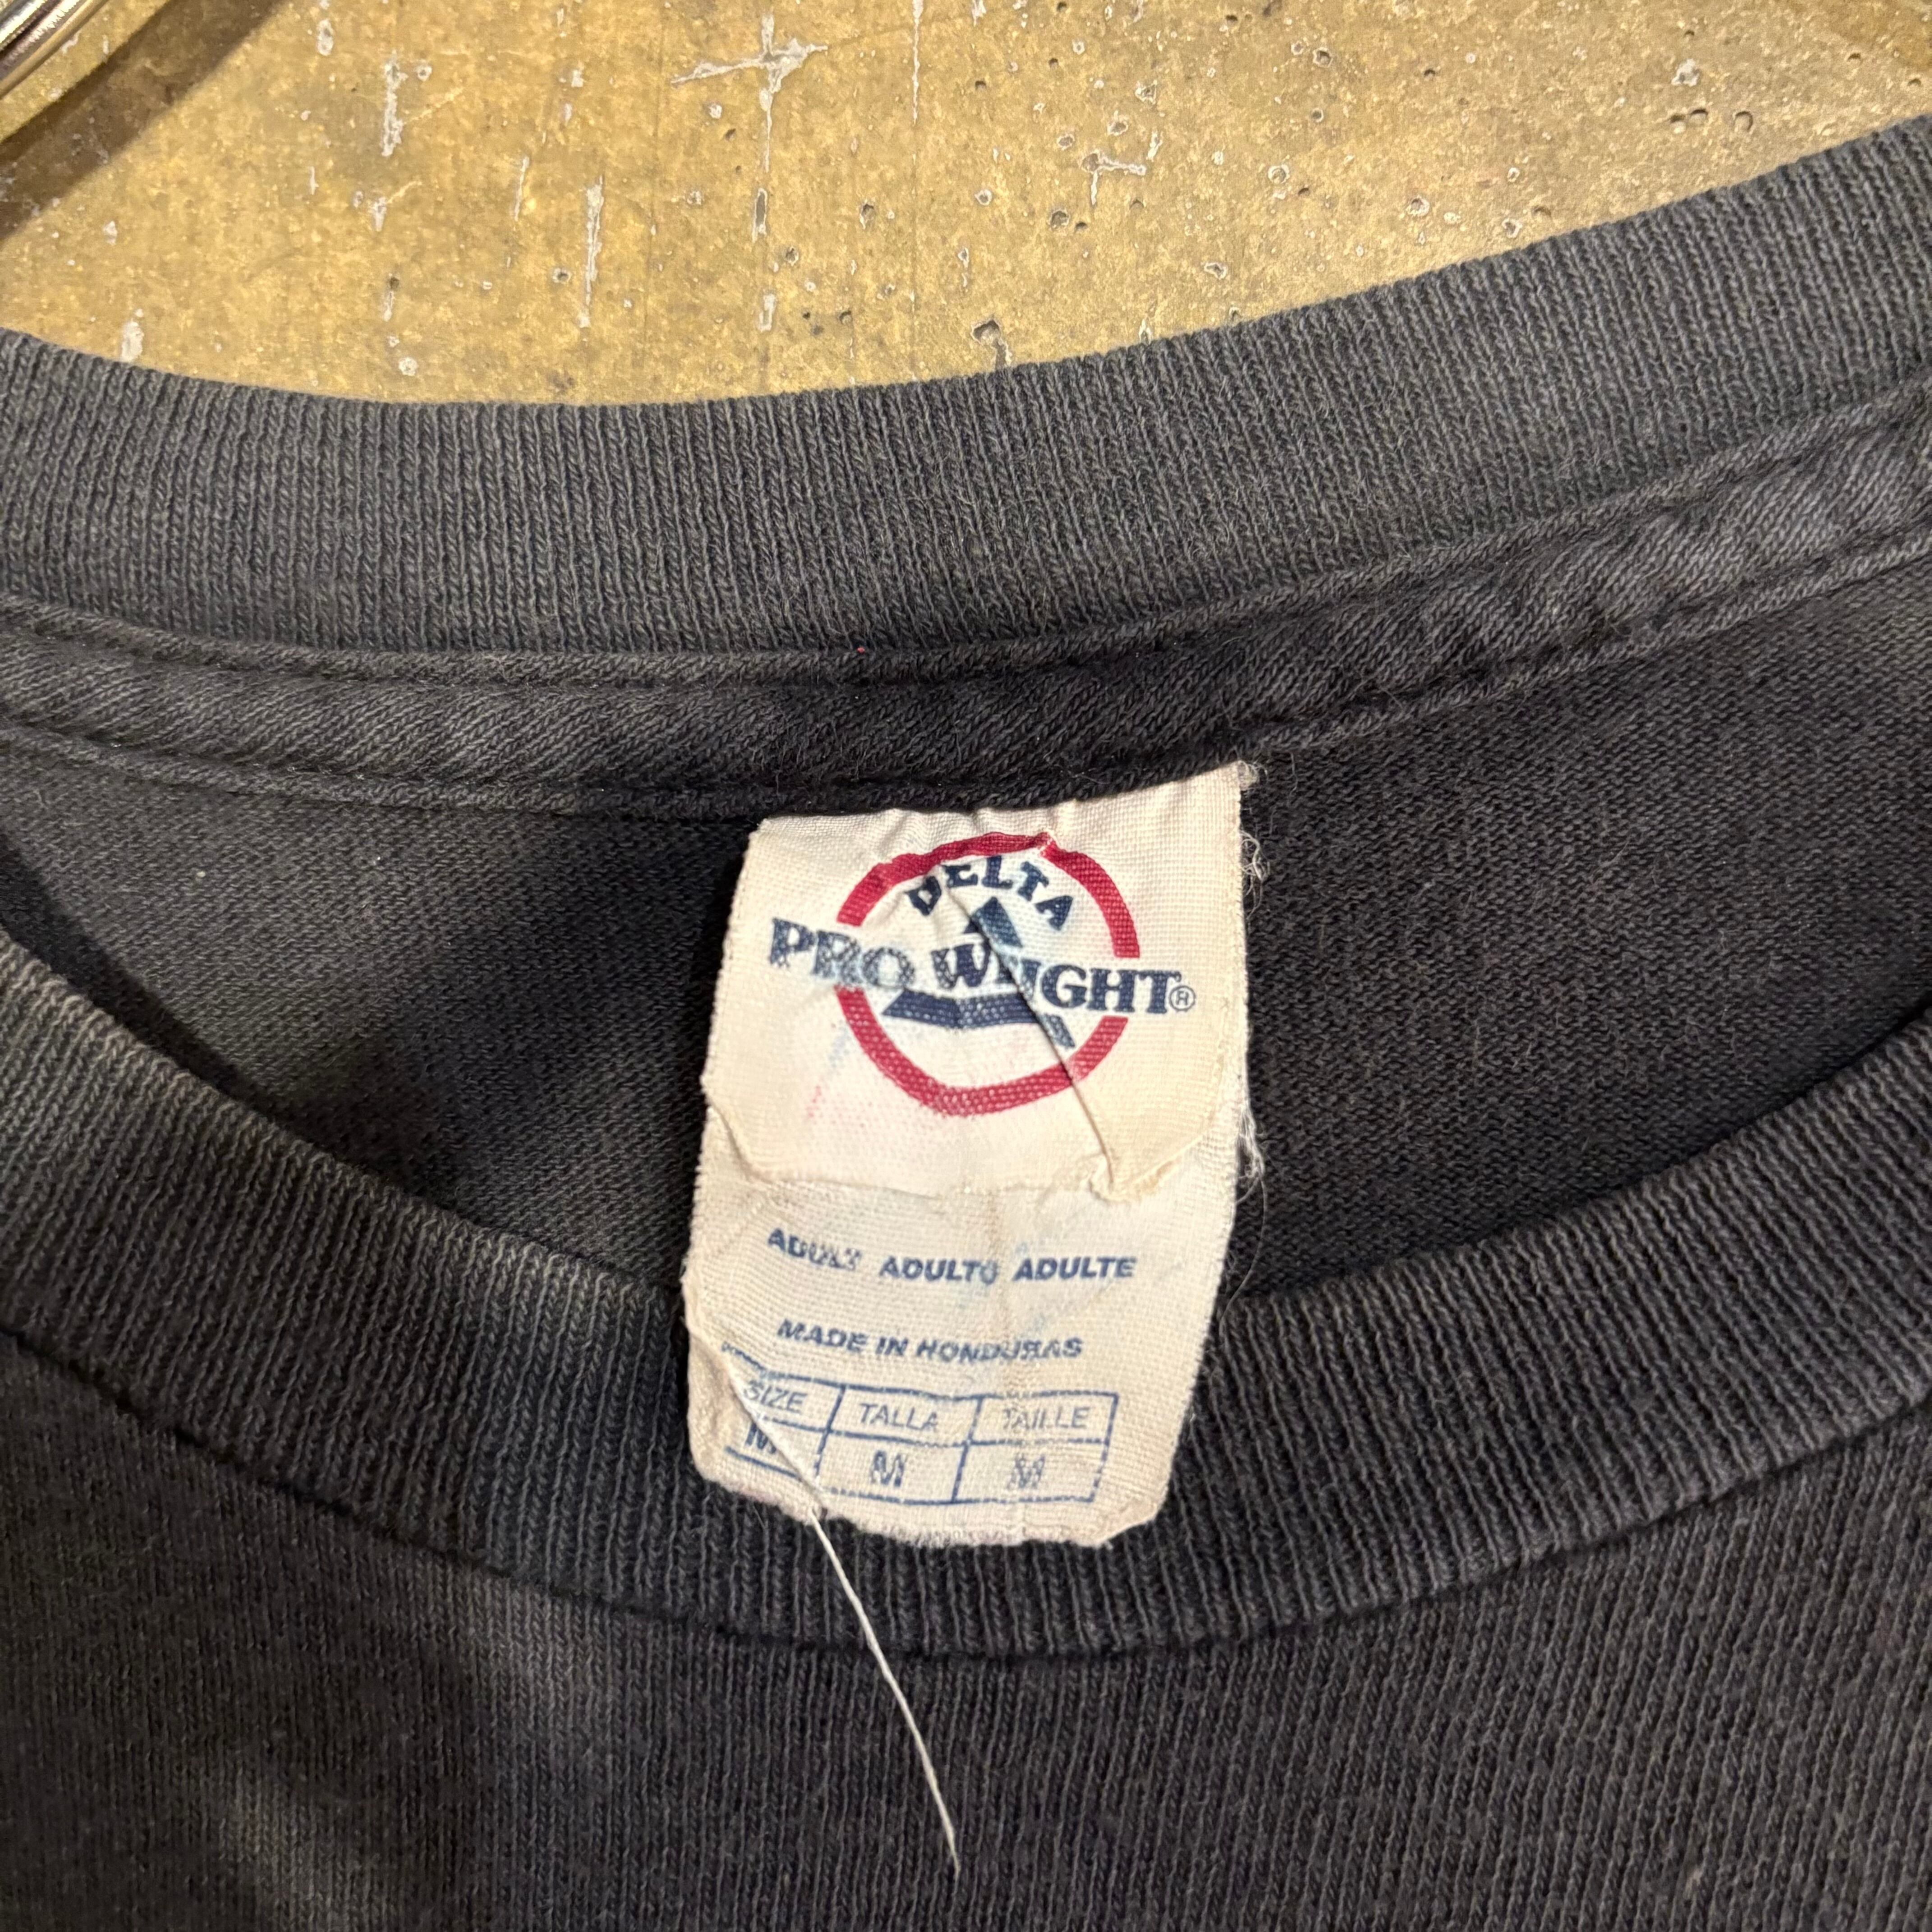 DELTA
PRO WEIGHT®
ADULT ADULTO ADULTE
MADE IN HONDURAS
SIZE TALLA TAILLE
M M M